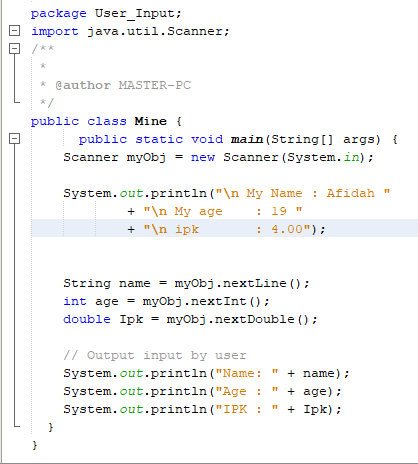 package User_Input;
import java.util.Scanner;
/**
 *
 * @author MASTER-PC
 */
public class Mine {
      public static void main(String[] args) {
    Scanner myObj = new Scanner(System.in);
    System.out.println("\n My Name : Afidah "
            + "\n My age    : 19 "
            + "\n ipk       : 4.00");
    String name = myObj.nextLine();
    int age = myObj.nextInt();
    double Ipk = myObj.nextDouble();
    // Output input by user
    System.out.println("Name: " + name);
    System.out.println("Age : " + age);
    System.out.println("IPK : " + Ipk);
  }
}